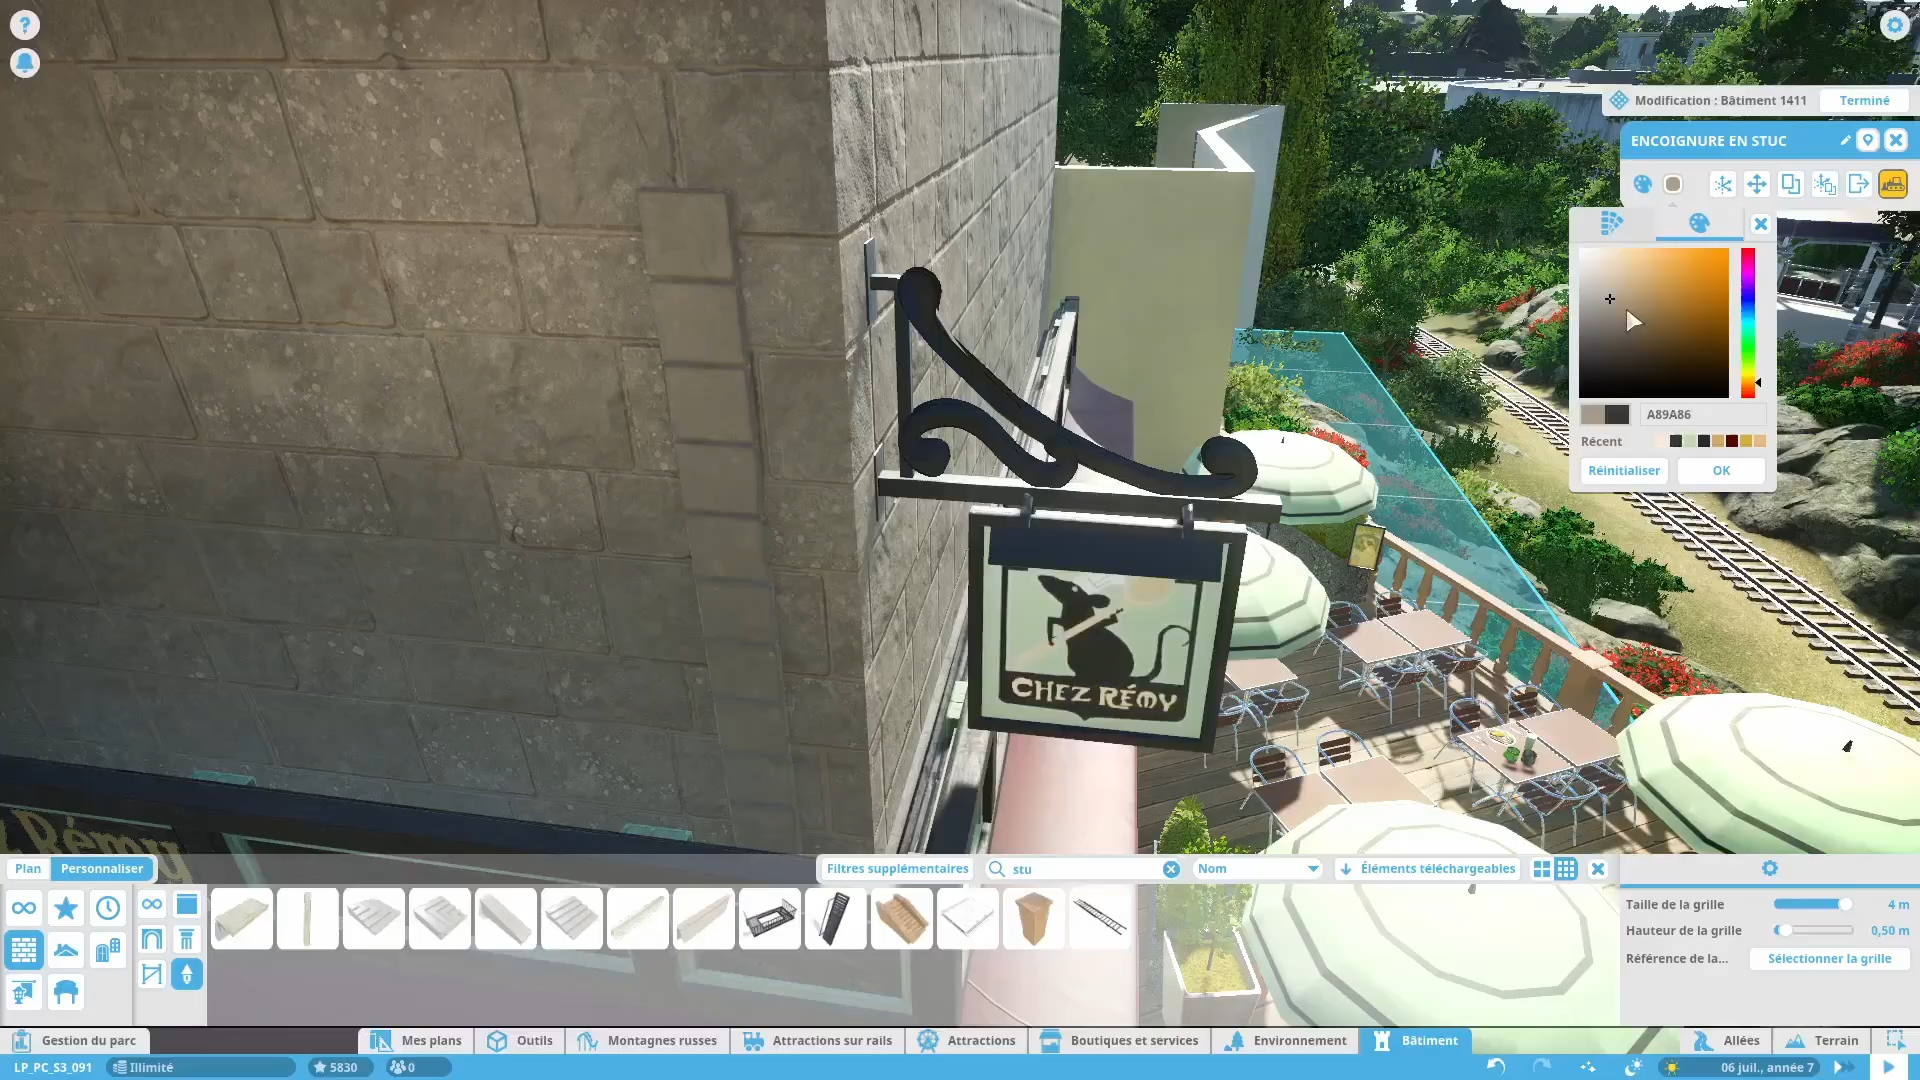 ?
Modification : Bâtiment 1411
Terminé
ENCOIGNURE EN STUC
A89A86
Récent
Réinitialiser
OK
CHEZ RÉMY
Rémy
Plan
Personnaliser
Filtres supplémentaires
stu
Nom
Éléments téléchargeables
Taille de la grille
4 m
Hauteur de la grille
0,50 m
Référence de la...
Sélectionner la grille
Gestion du parc
Mes plans
Outils
Montagnes russes
Attractions sur rails
Attractions
Boutiques et services
Environnement
Bâtiment
Allées
Terrain
LP_PC_S3_091
Illimité
5830
0
06 juil., année 7